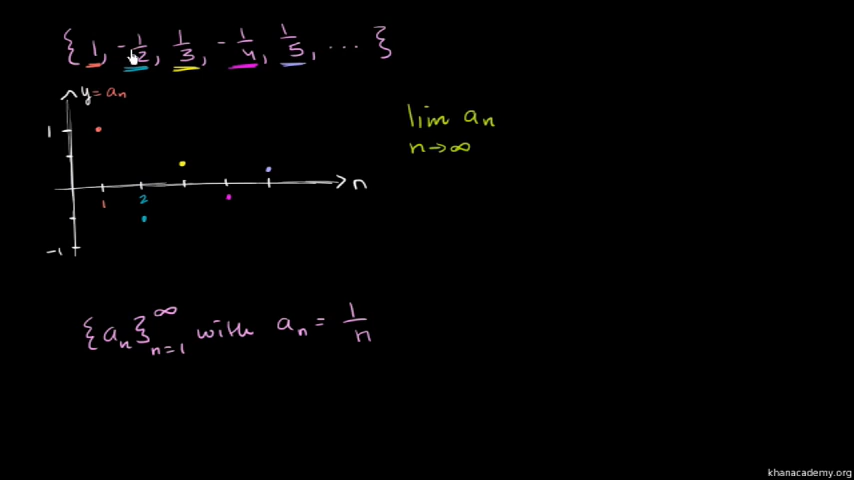 { 1, -1/2, 1/3, -1/4, 1/5, ... }
y = aₙ
lim aₙ
n→∞
1
n
1 2
-1
{aₙ}ₙ₌₁^∞ with aₙ = 1/n
khanacademy.org